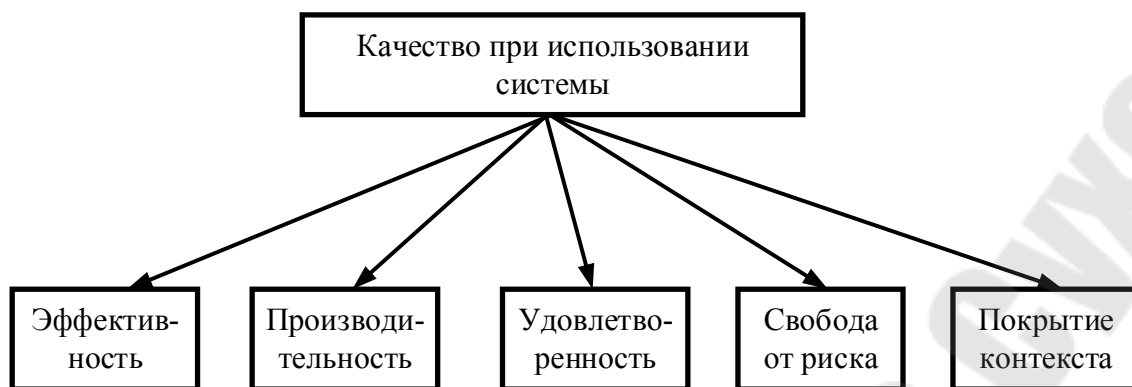 Качество при использовании
системы
Эффектив-
ность
Производи-
тельность
Удовлетво-
ренность
Свобода
от риска
Покрытие
контекста